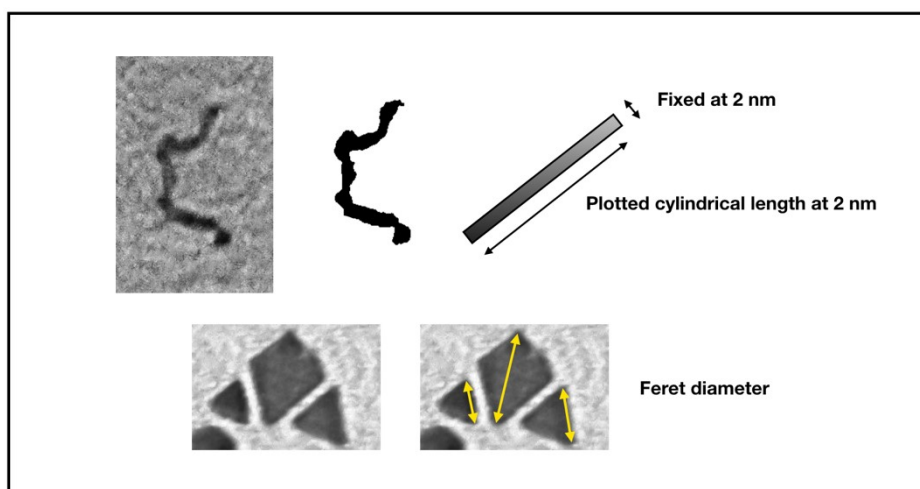 Fixed at 2 nm
Plotted cylindrical length at 2 nm
Feret diameter